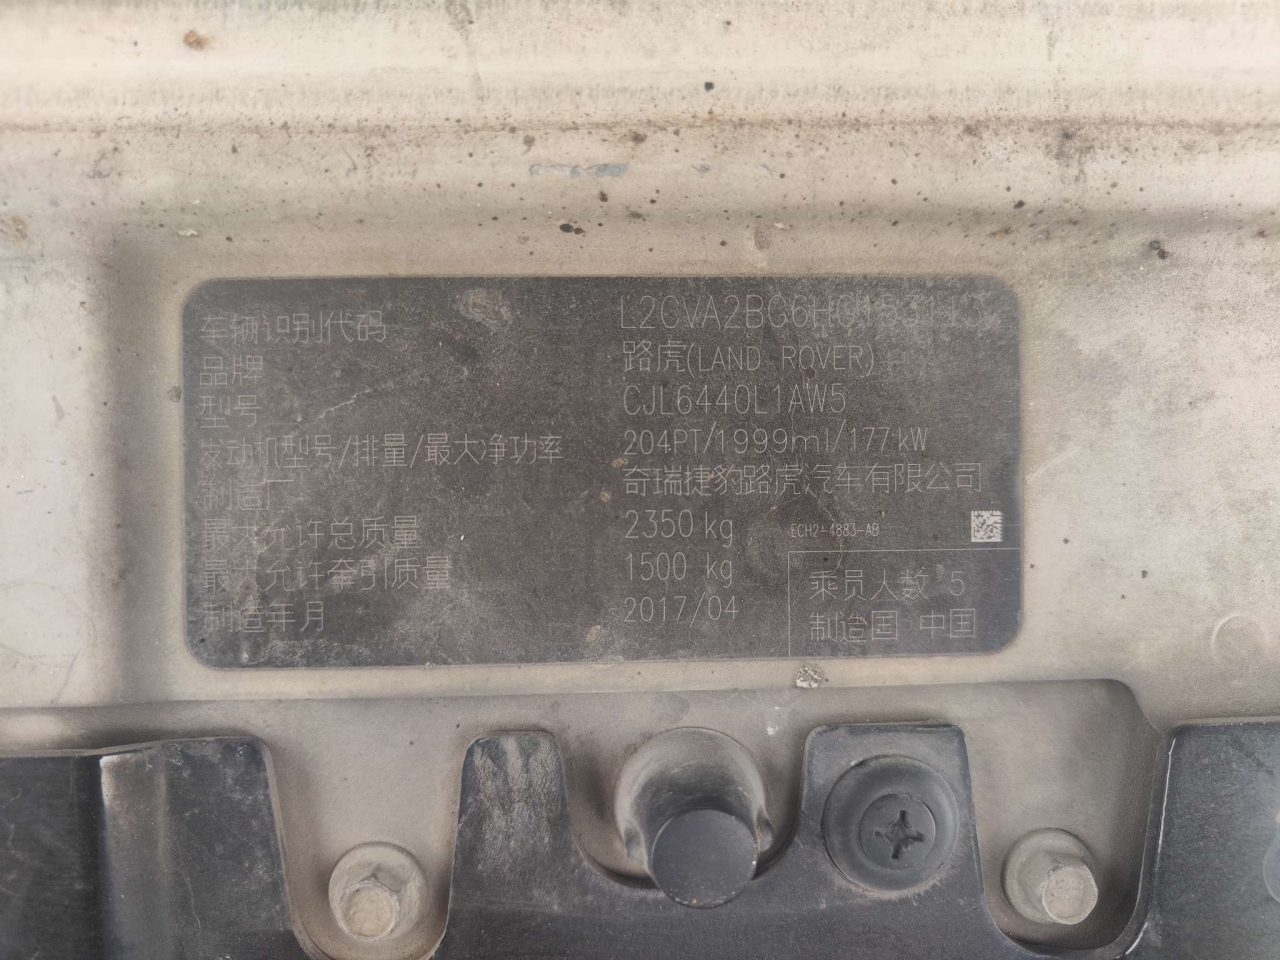 车辆识别代码
路虎(LAND ROVER)
品牌
CJL6440L1AW5
型号
发动机型号/排量/最大净功率 204PT/1999ml/177kW
制造厂 奇瑞捷豹路虎汽车有限公司
最大允许总质量 2350 kg ECH2-4883-AB
最大允许牵引质量 1500 kg 乘员人数 5
制造年月 2017/04 制造国 中国